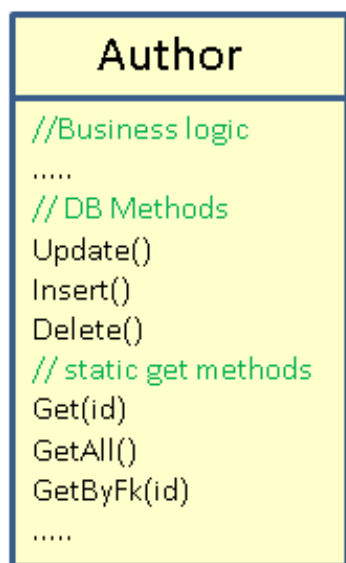 Author
//Business logic
.....
// DB Methods
Update()
Insert()
Delete()
// static get methods
Get(id)
GetAll()
GetByFk(id)
.....